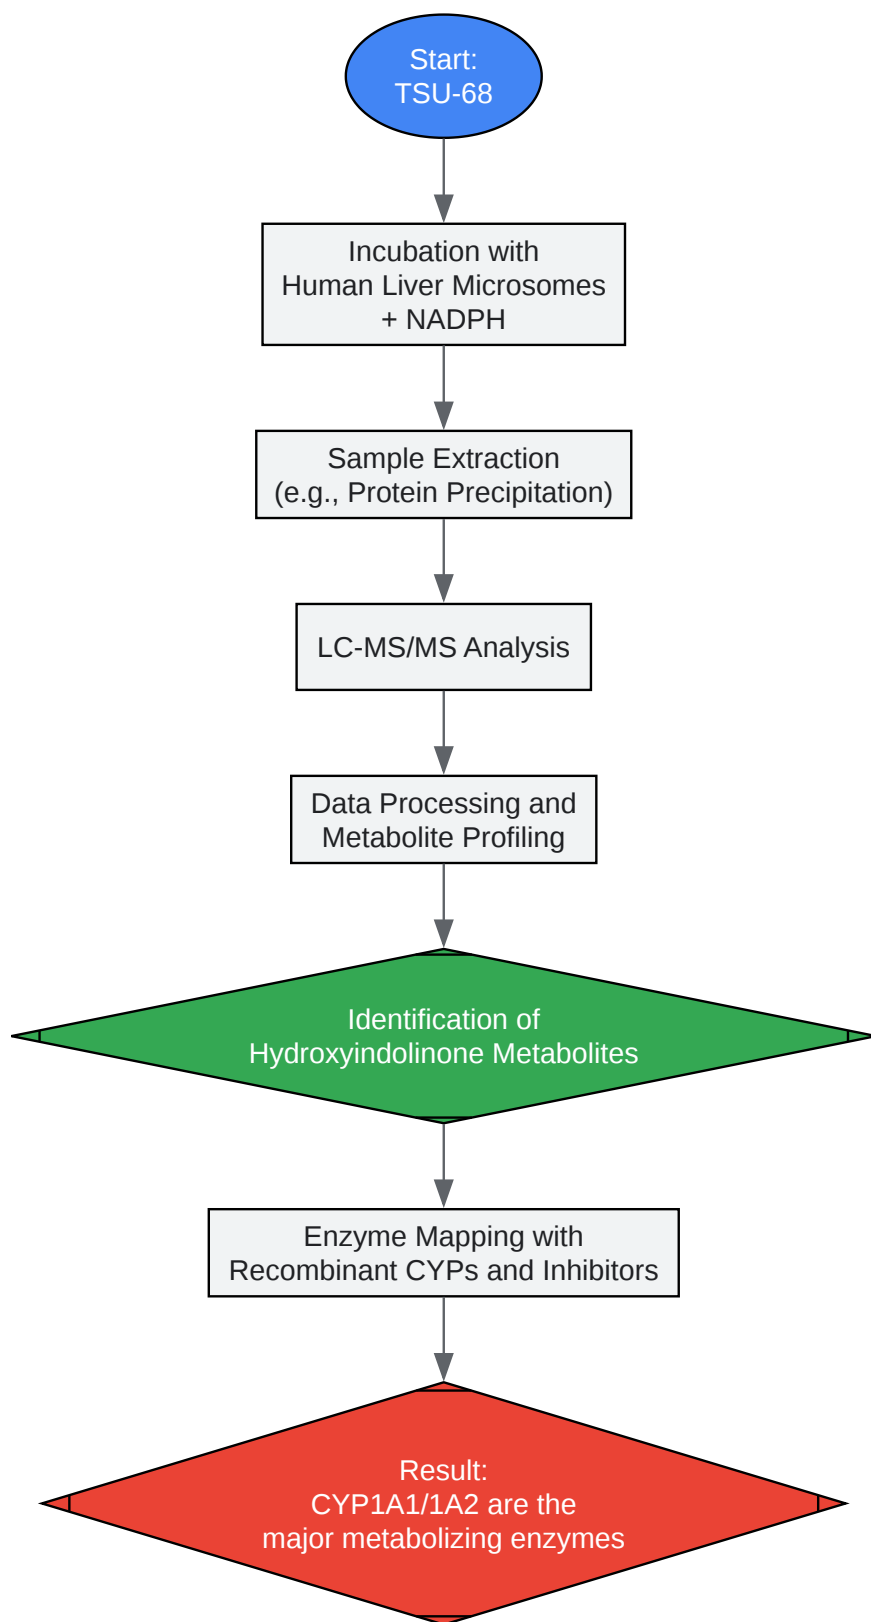 Start:
TSU-68
Incubation with
Human Liver Microsomes
+ NADPH
Sample Extraction
(e.g., Protein Precipitation)
LC-MS/MS Analysis
Data Processing and
Metabolite Profiling
Identification of
Hydroxyindolinone Metabolites
Enzyme Mapping with
Recombinant CYPs and Inhibitors
Result:
CYP1A1/1A2 are the
major metabolizing enzymes